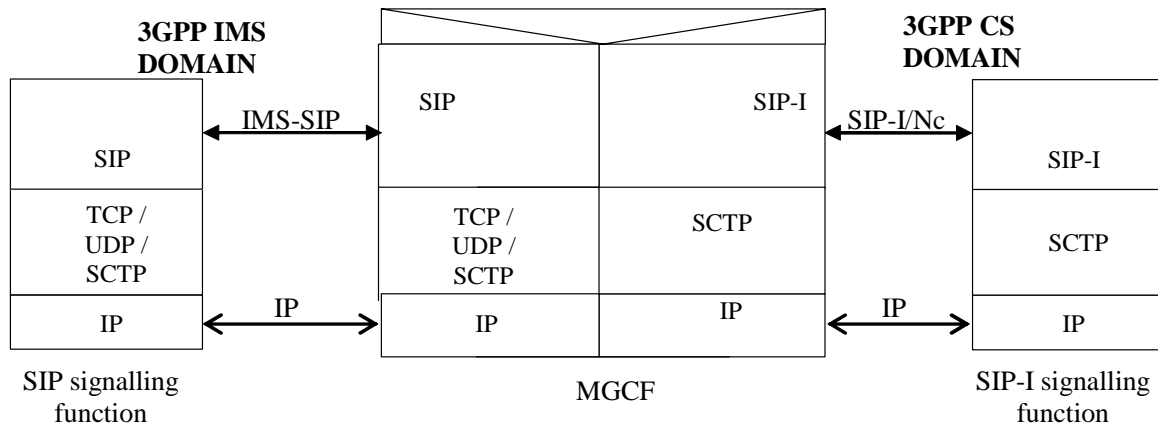 3GPP IMS
DOMAIN
3GPP CS
DOMAIN
SIP
IMS-SIP
SIP
SIP-I
SIP-I/Nc
SIP-I
TCP /
UDP /
SCTP
TCP /
UDP /
SCTP
SCTP
SCTP
IP
IP
IP
IP
IP
IP
SIP signalling
function
MGCF
SIP-I signalling
function